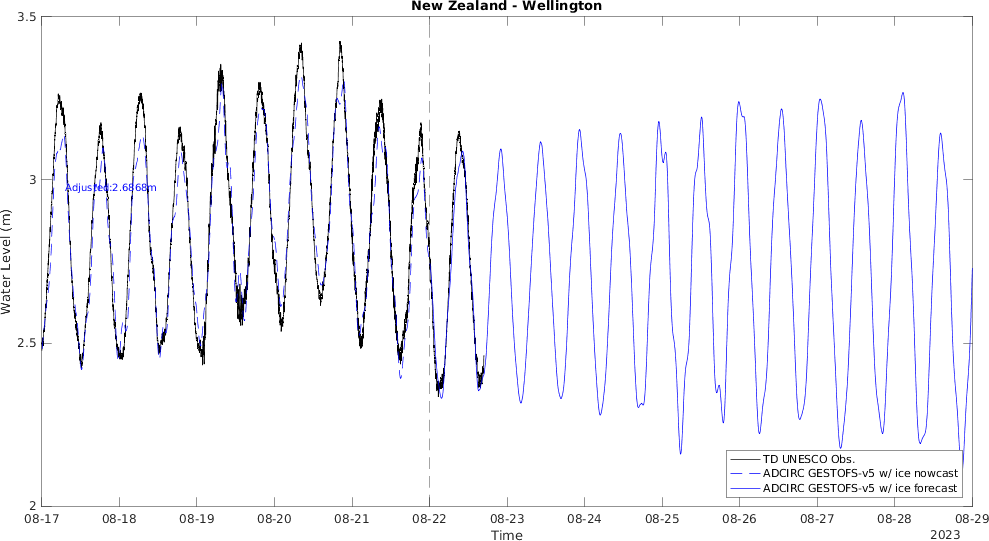 New Zealand - Wellington
3.5
3
2.5
2
Water Level (m)
Adjusted:2.6868m
TD UNESCO Obs.
ADCIRC GESTOFS-v5 w/ ice nowcast
ADCIRC GESTOFS-v5 w/ ice forecast
08-17 08-18 08-19 08-20 08-21 08-22 08-23 08-24 08-25 08-26 08-27 08-28 08-29
Time
2023